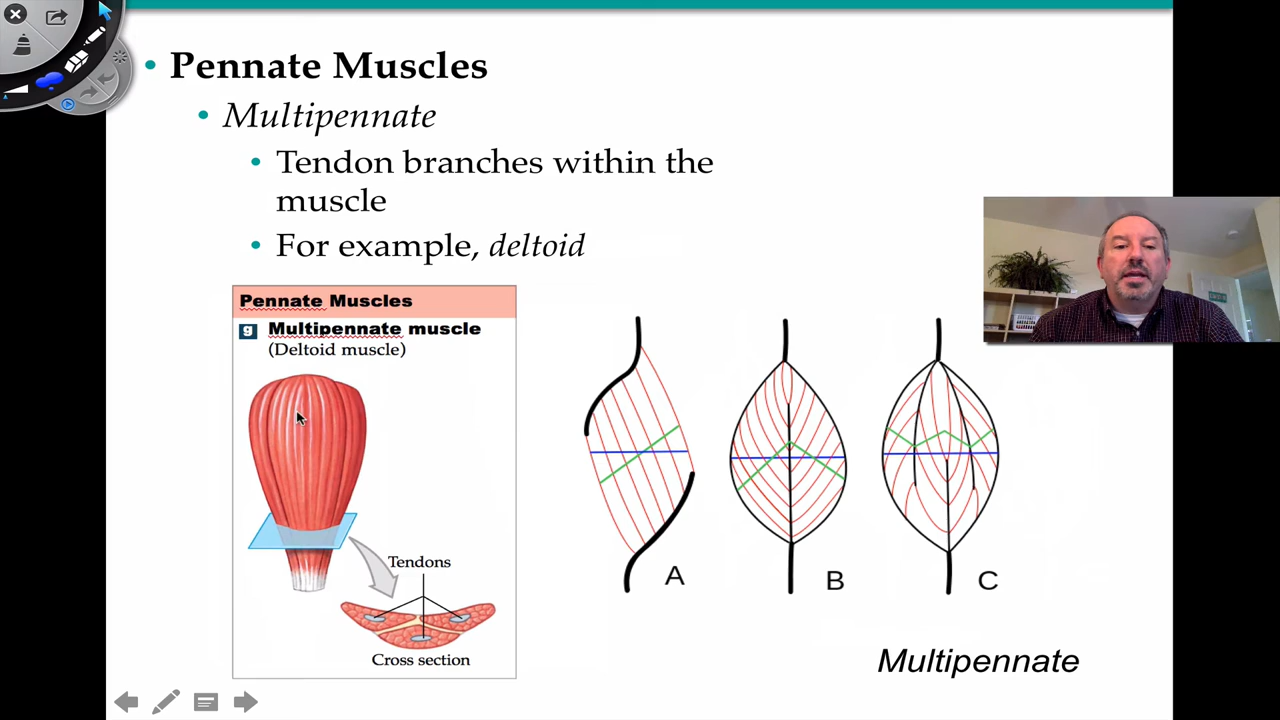 Pennate Muscles
Multipennate
Tendon branches within the
muscle
For example, deltoid
Pennate Muscles
g Multipennate muscle
(Deltoid muscle)
Tendons
Cross section
A
B
C
Multipennate